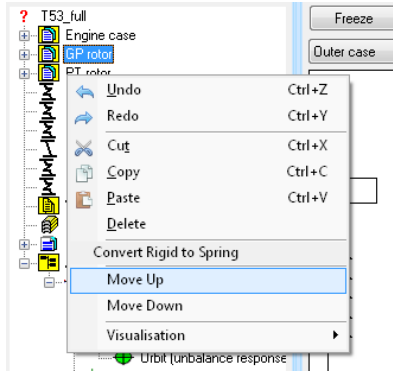 T53_full
Engine case
GP rotor
PT rotor
Freeze
Outer case
Undo Ctrl+Z
Redo Ctrl+Y
Cut Ctrl+X
Copy Ctrl+C
Paste Ctrl+V
Delete
Convert Rigid to Spring
Move Up
Move Down
Visualisation
Orbit (unbalance response